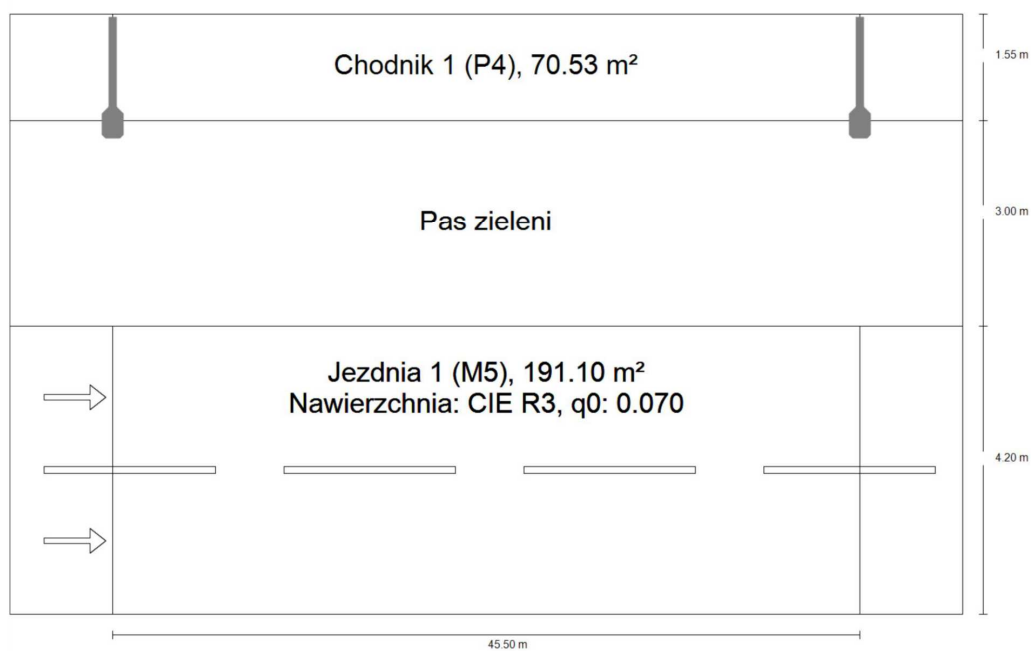 Chodnik 1 (P4), 70.53 m²
1.55 m
Pas zieleni
3.00 m
Jezdnia 1 (M5), 191.10 m²
Nawierzchnia: CIE R3, q0: 0.070
4.20 m
45.50 m